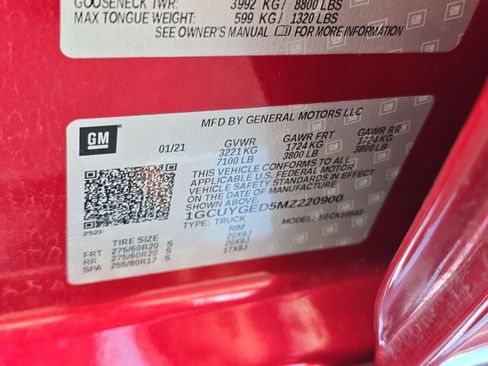 GOOSENECK TWR: 3992 KG / 8800 LBS
MAX TONGUE WEIGHT: 599 KG / 1320 LBS
SEE OWNER'S MANUAL FOR MORE INFORMATION
MFD BY GENERAL MOTORS LLC
GM
01/21 GVWR GAWR FRT GAWR RR
3221 KG 1724 KG 1724 KG
7100 LB 3800 LB 3800 LB
THIS VEHICLE CONFORMS TO ALL APPLICABLE
U.S. FEDERAL MOTOR VEHICLE SAFETY
STANDARDS IN EFFECT
ON THE DATE OF MANUFACTURE
1GCUYGED5MZ220900
TYPE: TRUCK MODEL:
252F
TIRE SIZE RIM
FRT 275/60R20 S 20X9J
RR 275/60R20 S 20X9J
SPA 255/80R17 S 17X8J